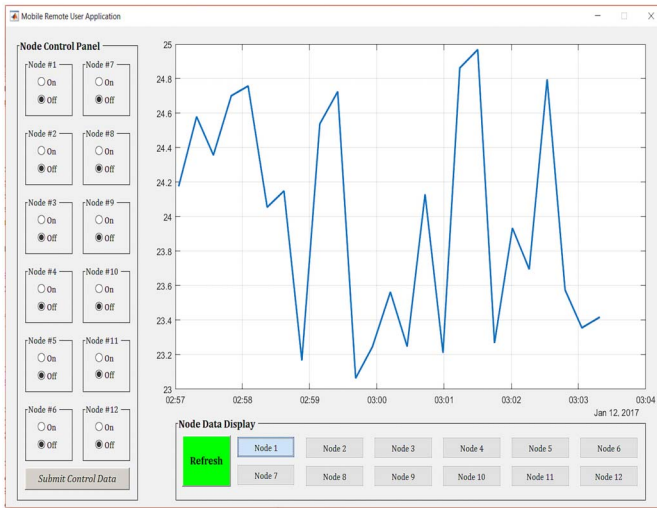 Mobile Remote User Application
Node Control Panel
Node #1
On
Off
Node #7
On
Off
Node #2
On
Off
Node #8
On
Off
Node #3
On
Off
Node #9
On
Off
Node #4
On
Off
Node #10
On
Off
Node #5
On
Off
Node #11
On
Off
Node #6
On
Off
Node #12
On
Off
Submit Control Data
25
24.8
24.6
24.4
24.2
24
23.8
23.6
23.4
23.2
23
02:57 02:58 02:59 03:00 03:01 03:02 03:03 03:04
Jan 12, 2017
Node Data Display
Refresh
Node 1 Node 2 Node 3 Node 4 Node 5 Node 6
Node 7 Node 8 Node 9 Node 10 Node 11 Node 12